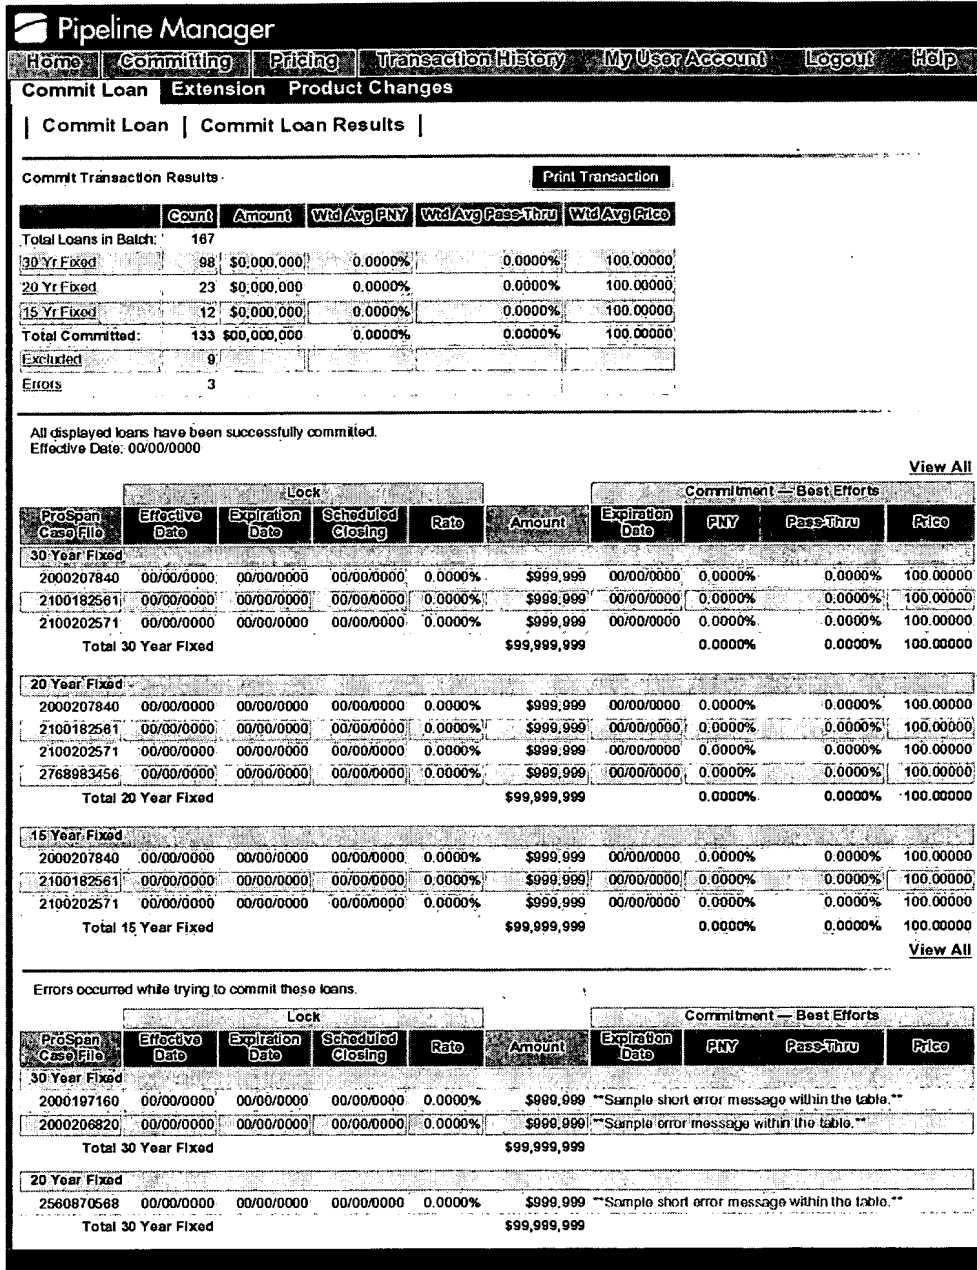 Pipeline Manager
Home Committing Pricing Transaction History My User Account Logout Help
Commit Loan Extension Product Changes
| Commit Loan | Commit Loan Results |
Commit Transaction Results Print Transaction
Count Amount Wtd Avg PNY Wtd Avg Pass-Thru Wtd Avg Price
Total Loans in Batch: 167
30 Yr Fixed 98 $0,000,000 0.0000% 0.0000% 100.00000
20 Yr Fixed 23 $0,000,000 0.0000% 0.0000% 100.00000
15 Yr Fixed 12 $0,000,000 0.0000% 0.0000% 100.00000
Total Committed: 133 $00,000,000 0.0000% 0.0000% 100.00000
Excluded 9
Errors 3
All displayed loans have been successfully committed.
Effective Date: 00/00/0000
View All
Lock Commitment — Best Efforts
ProSpan Case File Effective Date Expiration Date Scheduled Closing Rate Amount Expiration Date PNY Pass-Thru Price
30 Year Fixed
2000207840 00/00/0000 00/00/0000 00/00/0000 0.0000% $999,999 00/00/0000 0.0000% 0.0000% 100.00000
2100182561 00/00/0000 00/00/0000 00/00/0000 0.0000% $999,999 00/00/0000 0.0000% 0.0000% 100.00000
2100202571 00/00/0000 00/00/0000 00/00/0000 0.0000% $999,999 00/00/0000 0.0000% 0.0000% 100.00000
Total 30 Year Fixed $99,999,999 0.0000% 0.0000% 100.00000
20 Year Fixed
2000207840 00/00/0000 00/00/0000 00/00/0000 0.0000% $999,999 00/00/0000 0.0000% 0.0000% 100.00000
2100182561 00/00/0000 00/00/0000 00/00/0000 0.0000% $999,999 00/00/0000 0.0000% 0.0000% 100.00000
2100202571 00/00/0000 00/00/0000 00/00/0000 0.0000% $999,999 00/00/0000 0.0000% 0.0000% 100.00000
2768983456 00/00/0000 00/00/0000 00/00/0000 0.0000% $999,999 00/00/0000 0.0000% 0.0000% 100.00000
Total 20 Year Fixed $99,999,999 0.0000% 0.0000% 100.00000
15 Year Fixed
2000207840 00/00/0000 00/00/0000 00/00/0000 0.0000% $999,999 00/00/0000 0.0000% 0.0000% 100.00000
2100182561 00/00/0000 00/00/0000 00/00/0000 0.0000% $999,999 00/00/0000 0.0000% 0.0000% 100.00000
2100202571 00/00/0000 00/00/0000 00/00/0000 0.0000% $999,999 00/00/0000 0.0000% 0.0000% 100.00000
Total 15 Year Fixed $99,999,999 0.0000% 0.0000% 100.00000
View All
Errors occurred while trying to commit these loans.
Lock Commitment — Best Efforts
ProSpan Case File Effective Date Expiration Date Scheduled Closing Rate Amount Expiration Date PNY Pass-Thru Price
30 Year Fixed
2000197160 00/00/0000 00/00/0000 00/00/0000 0.0000% $999,999 **Sample short error message within the table.**
2000206820 00/00/0000 00/00/0000 00/00/0000 0.0000% $999,999 **Sample error message within the table.**
Total 30 Year Fixed $99,999,999
20 Year Fixed
2560870568 00/00/0000 00/00/0000 00/00/0000 0.0000% $999,999 **Sample short error message within the table.**
Total 30 Year Fixed $99,999,999